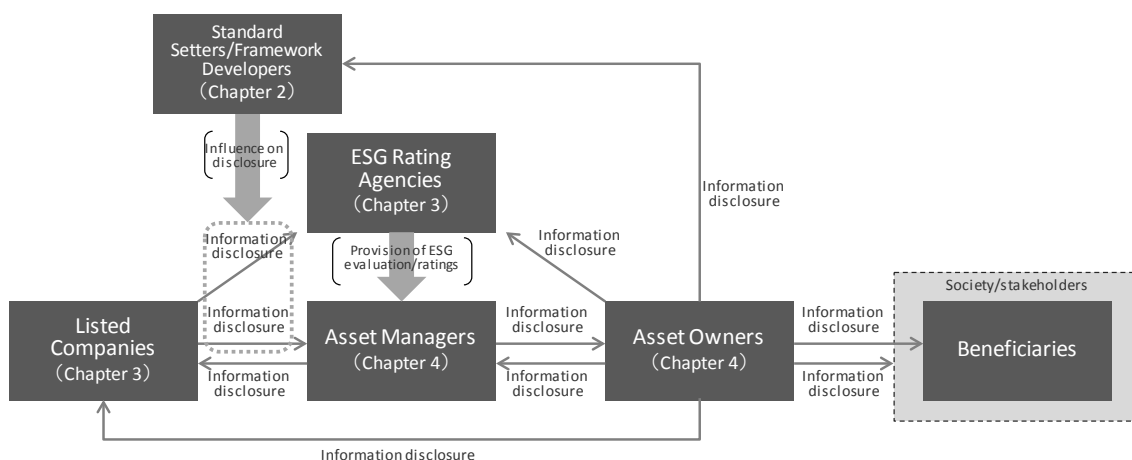 Standard
Setters/Framework
Developers
（Chapter 2）
Influence on
disclosure
ESG Rating
Agencies
（Chapter 3）
Information
disclosure
Information
disclosure
Information
disclosure
Provision of ESG
evaluation/ratings
Society/stakeholders
Listed
Companies
（Chapter 3）
Information
disclosure
Information
disclosure
Asset Managers
（Chapter 4）
Information
disclosure
Information
disclosure
Asset Owners
（Chapter 4）
Information
disclosure
Information
disclosure
Beneficiaries
Information disclosure